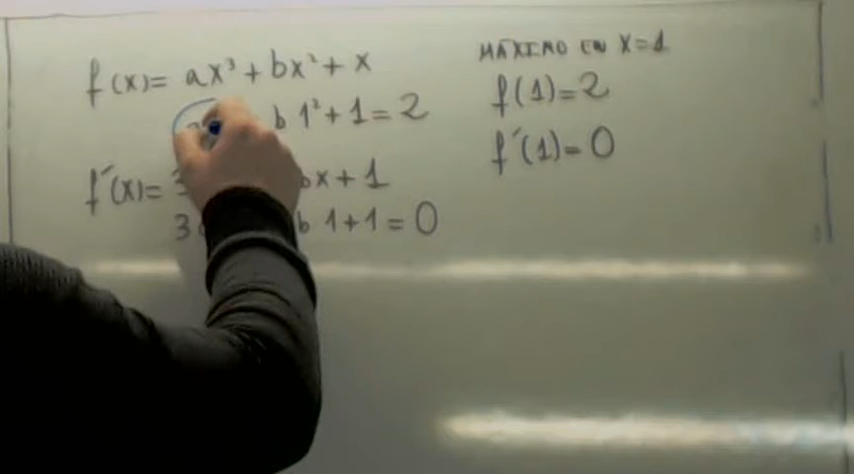 f(x)= ax³+bx²+x
b 1²+1=2
f´(x)= 3 bx+1
3 b 1+1=0
MÁXIMO EN X=1
f(1)=2
f´(1)=0